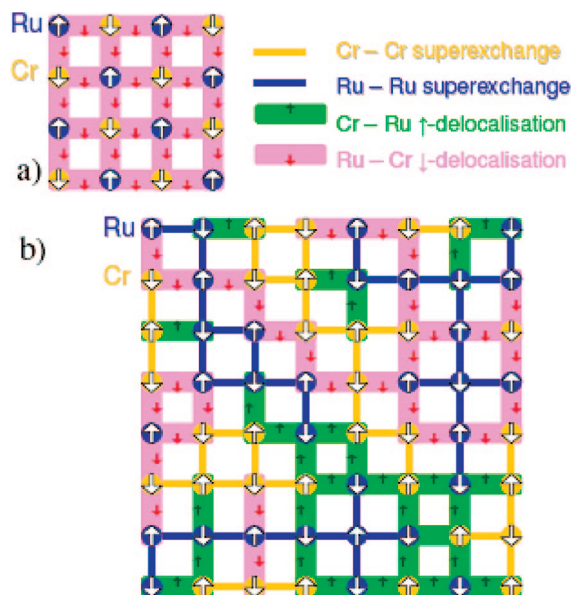 Ru
Cr
a)
Cr – Cr superexchange
Ru – Ru superexchange
Cr – Ru ↑-delocalisation
Ru – Cr ↓-delocalisation
b)
Ru
Cr